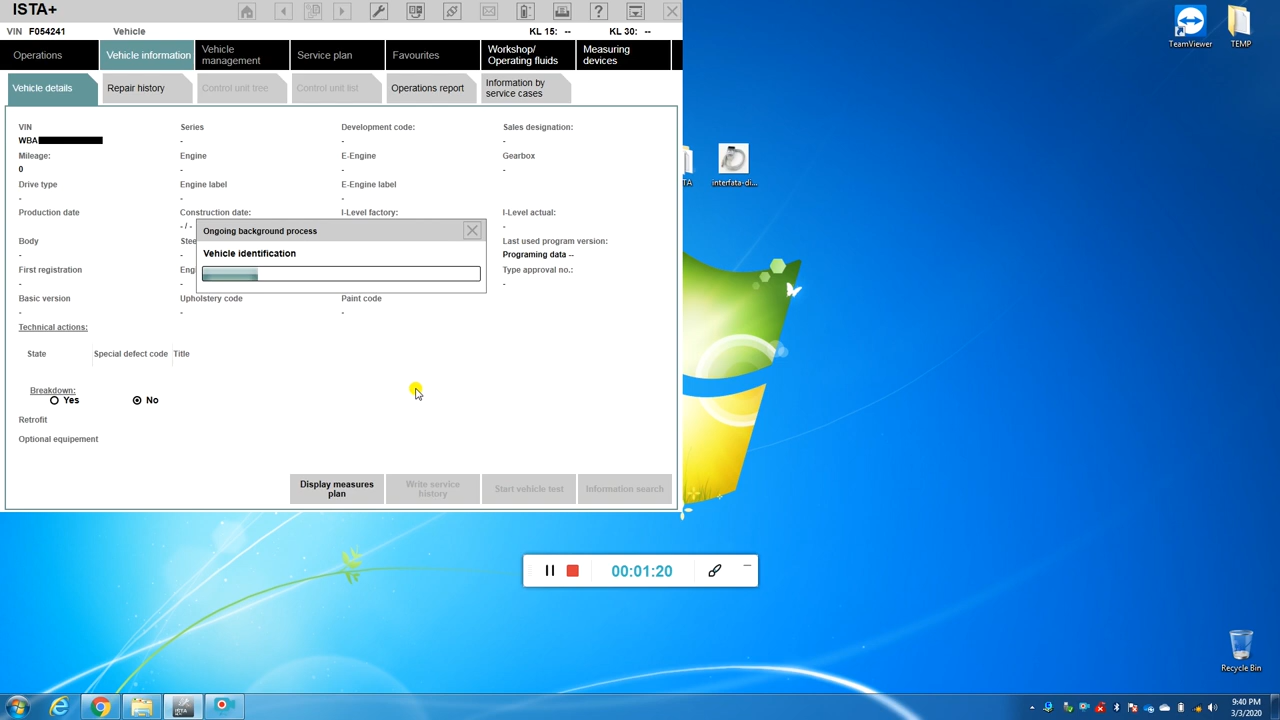 ISTA+
VIN F054241 Vehicle KL 15: -- KL 30: --
Operations
Vehicle information
Vehicle
management
Service plan
Favourites
Workshop/
Operating fluids
Measuring
devices
Vehicle details
Repair history
Control unit tree
Control unit list
Operations report
Information by
service cases
VIN Series Development code: Sales designation:
WBA - - -
Mileage: Engine E-Engine Gearbox
0 - - -
Drive type Engine label E-Engine label
- - -
Production date Construction date: I-Level factory: I-Level actual:
- / - -
Ongoing background process
Vehicle identification
Body Stee Last used program version:
- - Programing data --
First registration Eng Type approval no.:
- - -
Basic version Upholstery code Paint code
- - -
Technical actions:
State Special defect code Title
Breakdown:
Yes No
Retrofit
Optional equipement
Display measures
plan
Write service
history
Start vehicle test
Information search
TeamViewer
TEMP
TA
interfata-di...
00:01:20
Recycle Bin
ISTA
9:40 PM
3/3/2020